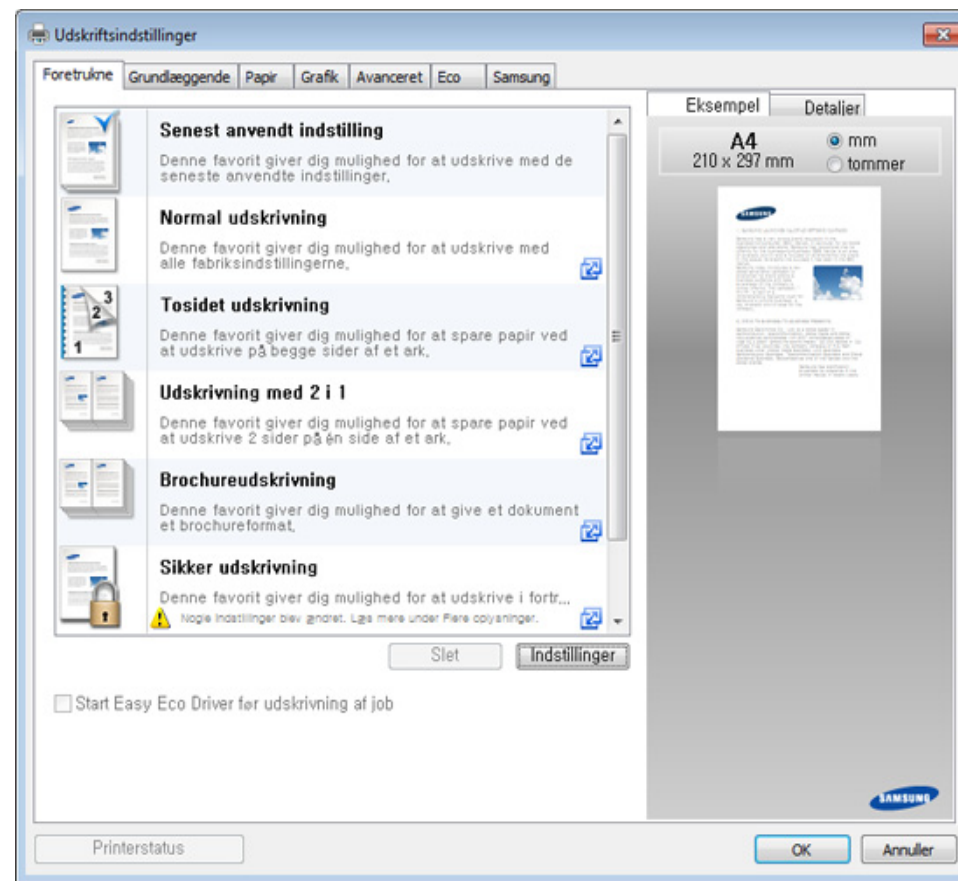 Udskriftsindstillinger
Foretrukne Grundlæggende Papir Grafik Avanceret Eco Samsung
Senest anvendt indstilling
Denne favorit giver dig mulighed for at udskrive med de
seneste anvendte indstillinger.
Normal udskrivning
Denne favorit giver dig mulighed for at udskrive med
alle fabriksindstillingerne.
3
2
1
Tosidet udskrivning
Denne favorit giver dig mulighed for at spare papir ved
at udskrive på begge sider af et ark.
Udskrivning med 2 i 1
Denne favorit giver dig mulighed for at spare papir ved
at udskrive 2 sider på én side af et ark.
Brochureudskrivning
Denne favorit giver dig mulighed for at give et dokument
et brochureformat.
Sikker udskrivning
Denne favorit giver dig mulighed for at udskrive i fortr...
Nogle indstillinger blev ændret. Læs mere under Flere oplysninger.
Slet Indstillinger
Start Easy Eco Driver før udskrivning af job
Eksempel Detaljer
A4
210 x 297 mm
mm
tommer
SAMSUNG
SAMSUNG
Printerstatus
OK Annuller